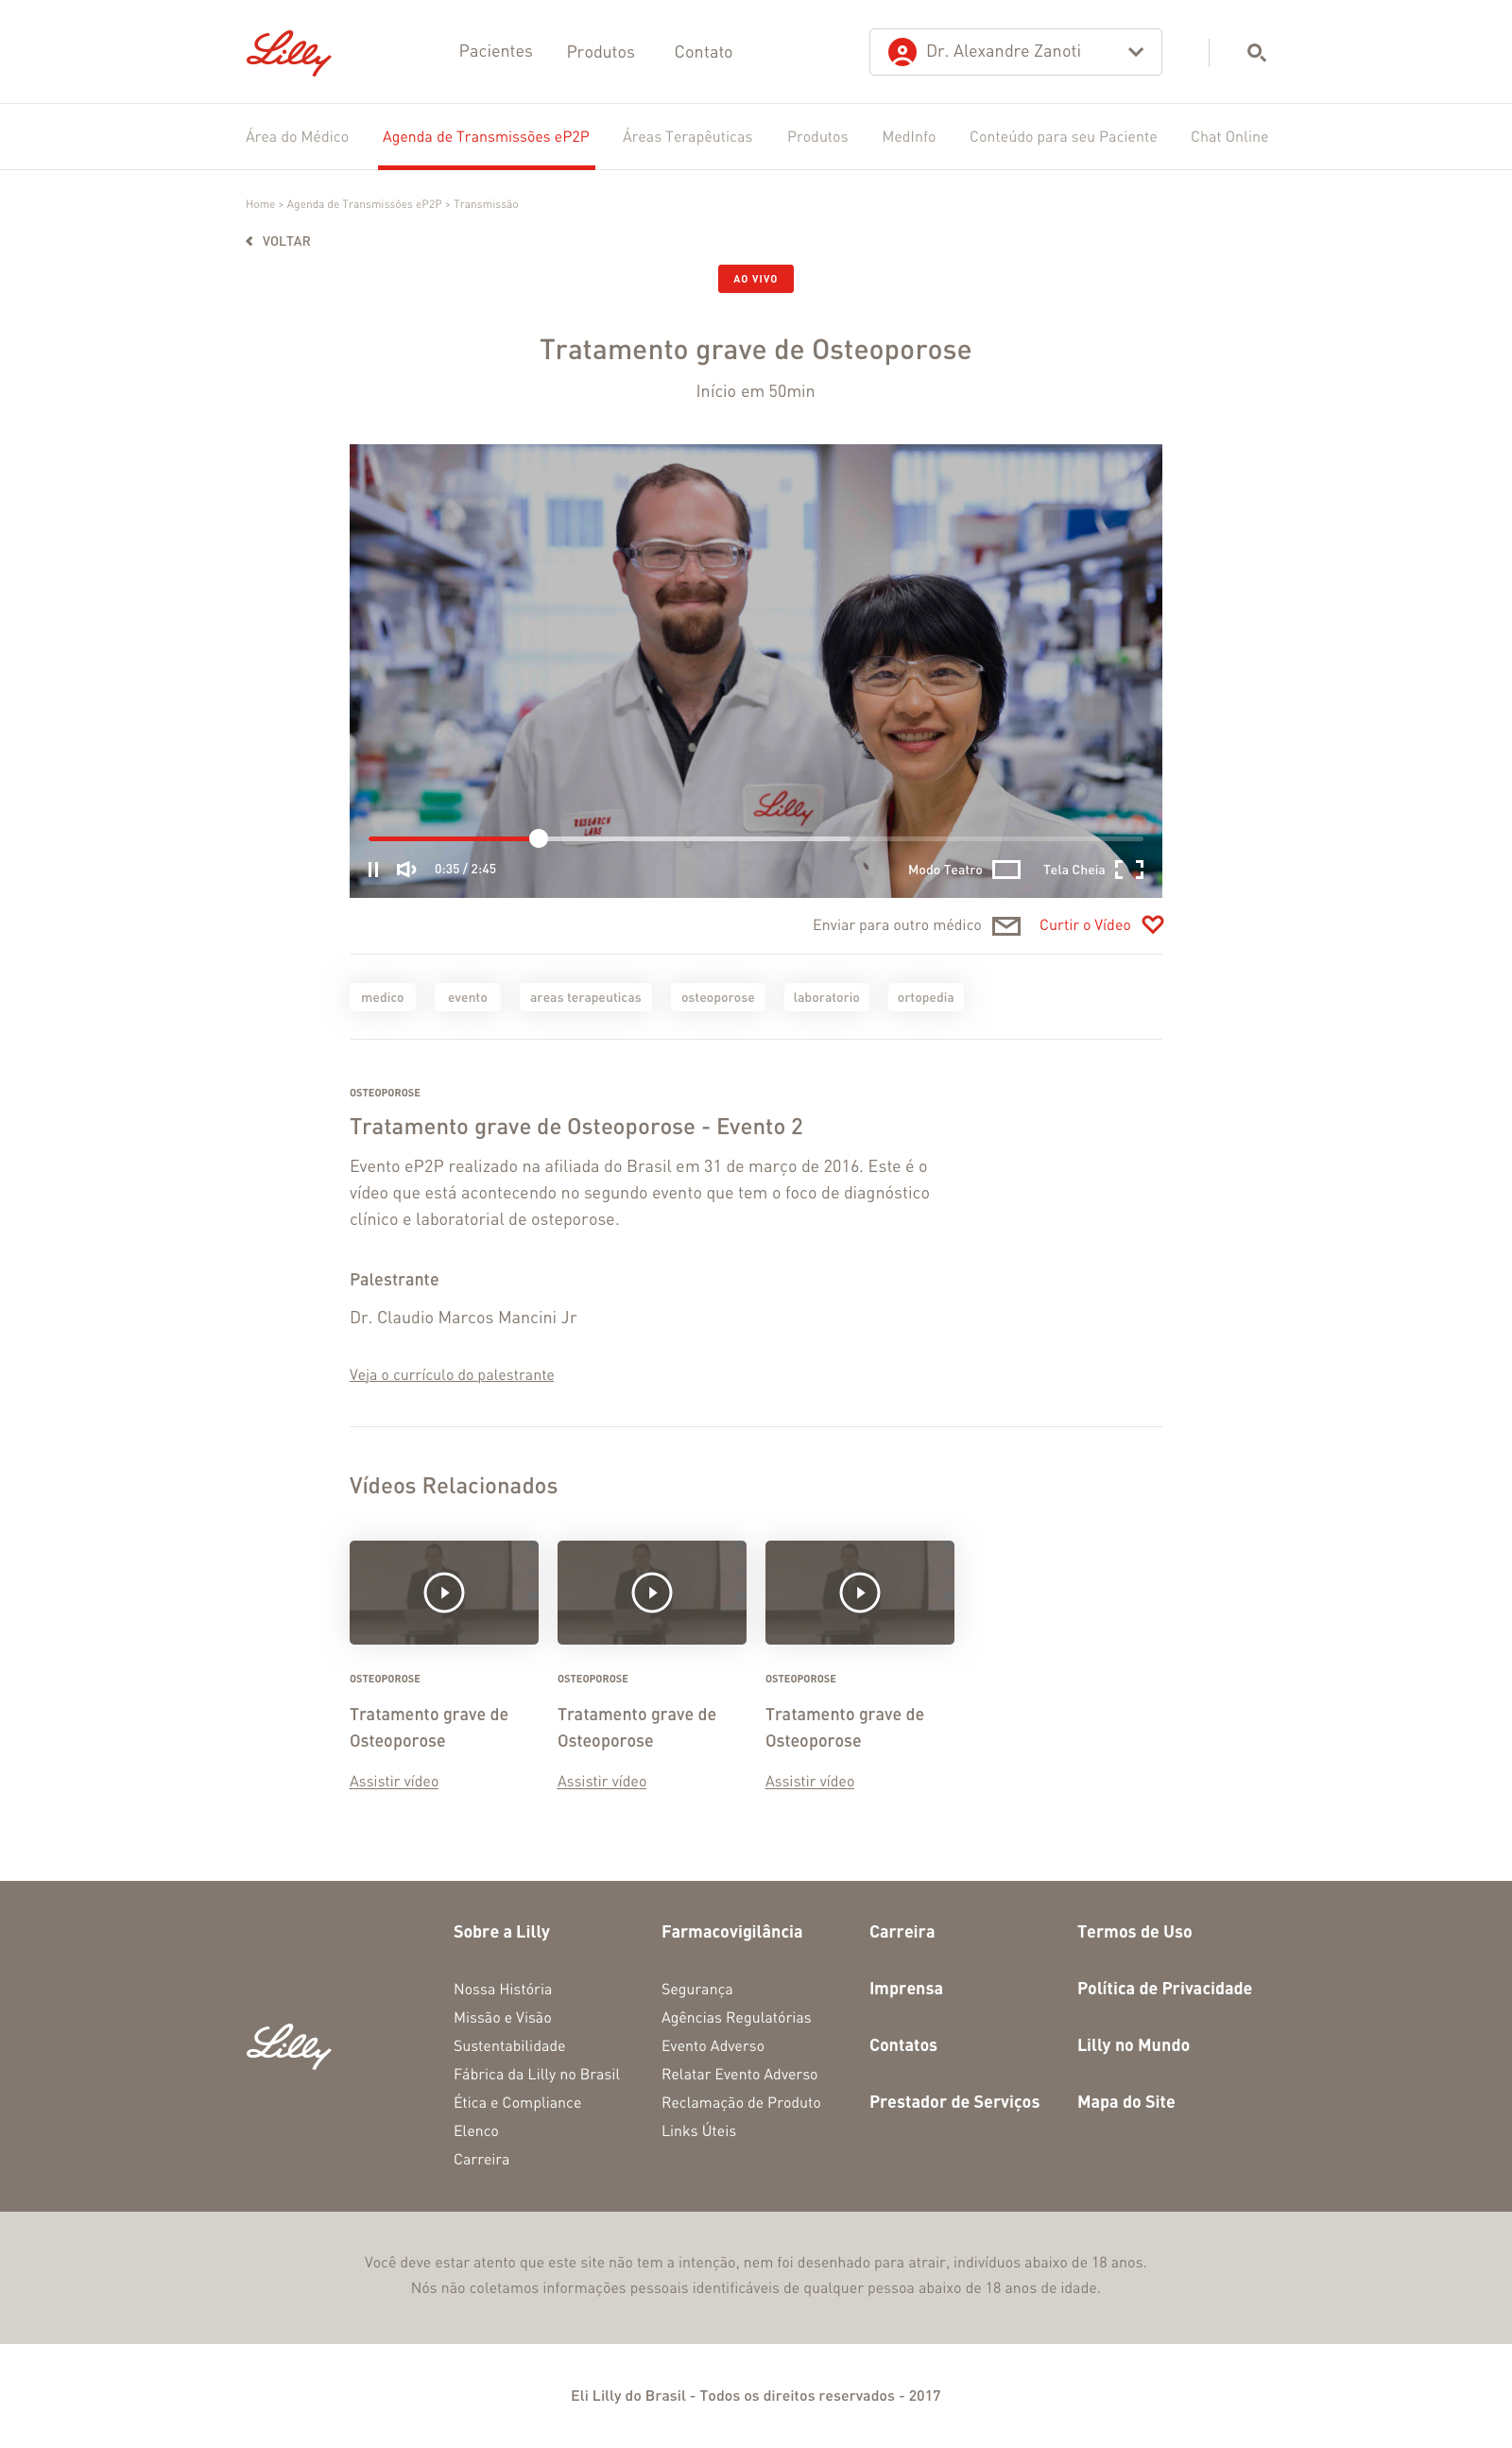 Lilly
Pacientes
Produtos
Contato
Dr. Alexandre Zanoti
Área do Médico
Agenda de Transmissões eP2P
Áreas Terapêuticas
Produtos
MedInfo
Conteúdo para seu Paciente
Chat Online
Home > Agenda de Transmissões eP2P > Transmissão
VOLTAR
AO VIVO
Tratamento grave de Osteoporose
Início em 50min
Lilly
RESEARCH
LABS
0:35 / 2:45
Modo Teatro
Tela Cheia
Enviar para outro médico
Curtir o Vídeo
medico
evento
areas terapeuticas
osteoporose
laboratorio
ortopedia
OSTEOPOROSE
Tratamento grave de Osteoporose - Evento 2
Evento eP2P realizado na afiliada do Brasil em 31 de março de 2016. Este é o
vídeo que está acontecendo no segundo evento que tem o foco de diagnóstico
clínico e laboratorial de osteporose.
Palestrante
Dr. Claudio Marcos Mancini Jr
Veja o currículo do palestrante
Vídeos Relacionados
OSTEOPOROSE
Tratamento grave de
Osteoporose
Assistir vídeo
OSTEOPOROSE
Tratamento grave de
Osteoporose
Assistir vídeo
OSTEOPOROSE
Tratamento grave de
Osteoporose
Assistir vídeo
Lilly
Sobre a Lilly
Nossa História
Missão e Visão
Sustentabilidade
Fábrica da Lilly no Brasil
Ética e Compliance
Elenco
Carreira
Farmacovigilância
Segurança
Agências Regulatórias
Evento Adverso
Relatar Evento Adverso
Reclamação de Produto
Links Úteis
Carreira
Imprensa
Contatos
Prestador de Serviços
Termos de Uso
Política de Privacidade
Lilly no Mundo
Mapa do Site
Você deve estar atento que este site não tem a intenção, nem foi desenhado para atrair, indivíduos abaixo de 18 anos.
Nós não coletamos informações pessoais identificáveis de qualquer pessoa abaixo de 18 anos de idade.
Eli Lilly do Brasil - Todos os direitos reservados - 2017